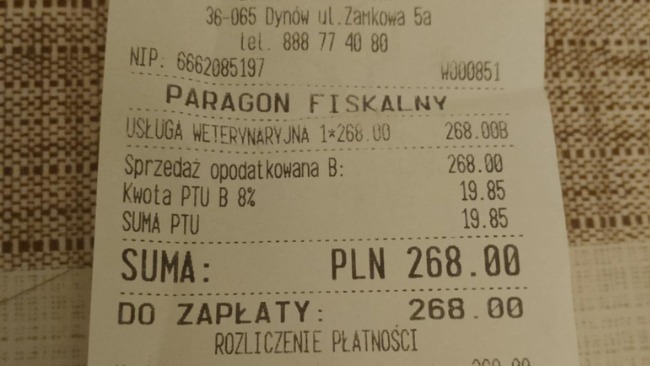 36-065 Dynów ul.Zamkowa 5a
tel. 888 77 40 80
NIP: 6662085197 W000851
PARAGON FISKALNY
USŁUGA WETERYNARYJNA 1*268.00 268.00B
Sprzedaż opodatkowana B: 268.00
Kwota PTU B 8% 19.85
SUMA PTU 19.85
SUMA: PLN 268.00
DO ZAPŁATY: 268.00
ROZLICZENIE PŁATNOŚCI